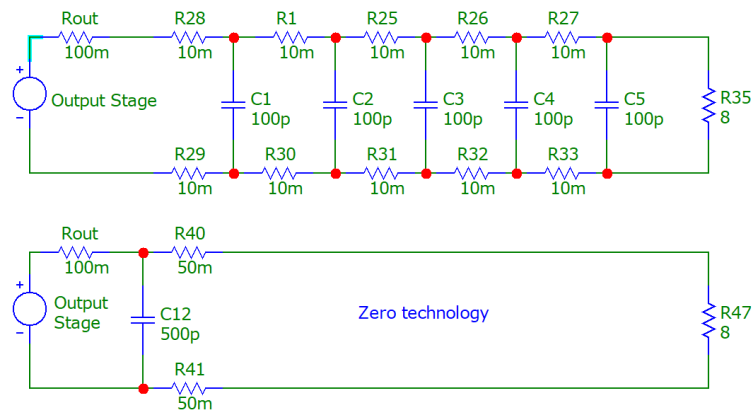 Rout R28 R1 R25 R26 R27
100m 10m 10m 10m 10m 10m
+
Output Stage
-
C1 C2 C3 C4 C5 R35
100p 100p 100p 100p 100p 8
R29 R30 R31 R32 R33
10m 10m 10m 10m 10m
Rout R40
100m 50m
+
Output
Stage
-
C12
500p
Zero technology
R47
8
R41
50m